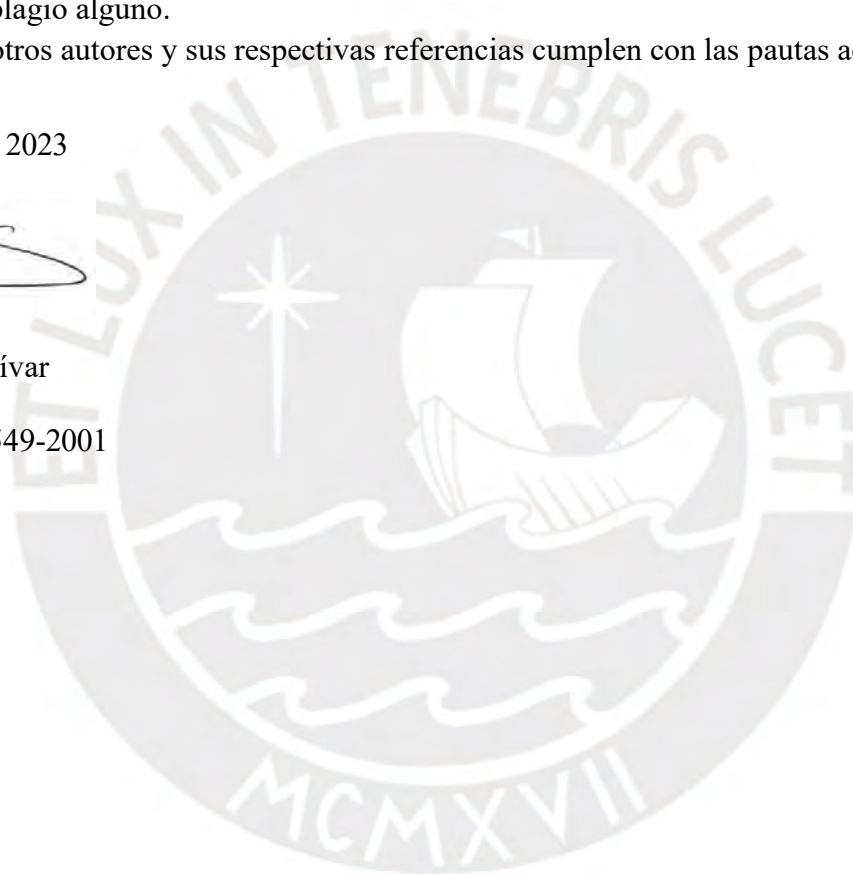 plagio alguno.
otros autores y sus respectivas referencias cumplen con las pautas
2023
ívar
549-2001
ET LUX IN TENEBRIS LUCET
MCMXVII